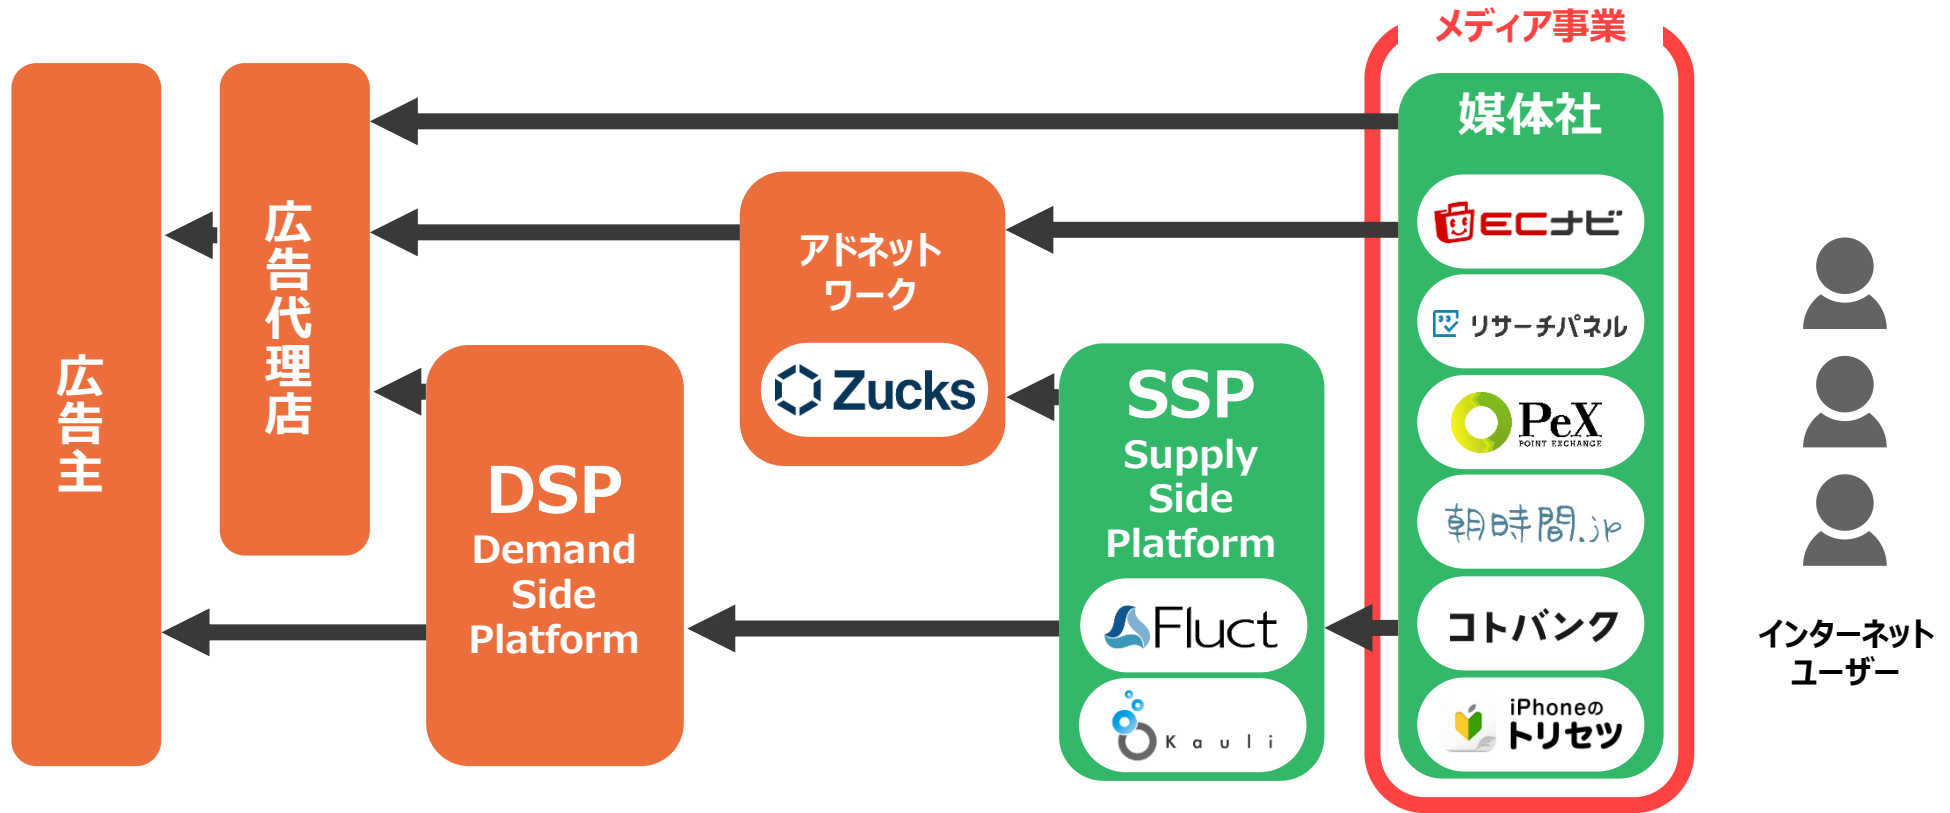 広告主
広告代理店
DSP
Demand
Side
Platform
アドネット
ワーク
Zucks
SSP
Supply
Side
Platform
Fluct
Kauli
メディア事業
媒体社
ECナビ
リサーチパネル
PeX
POINT EXCHANGE
朝時間.jp
コトバンク
iPhoneの
トリセツ
インターネット
ユーザー